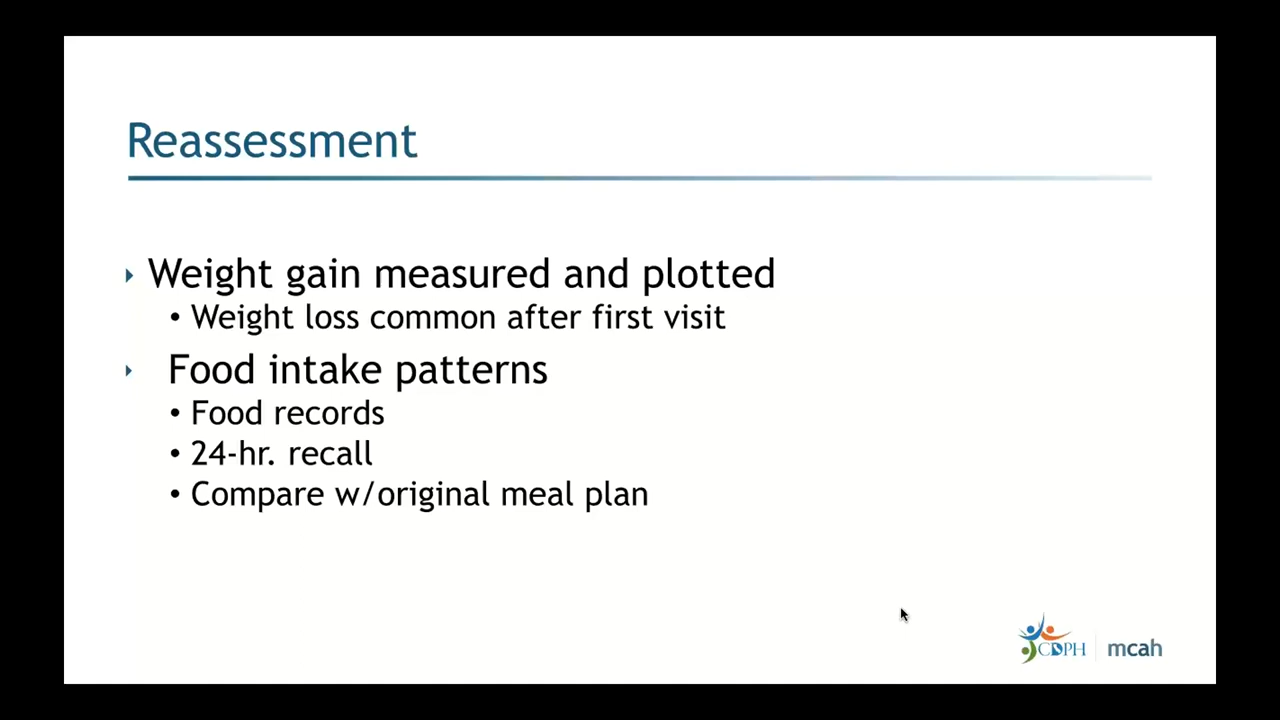 Reassessment
Weight gain measured and plotted
• Weight loss common after first visit
Food intake patterns
• Food records
• 24-hr. recall
• Compare w/original meal plan
CDPH mcah